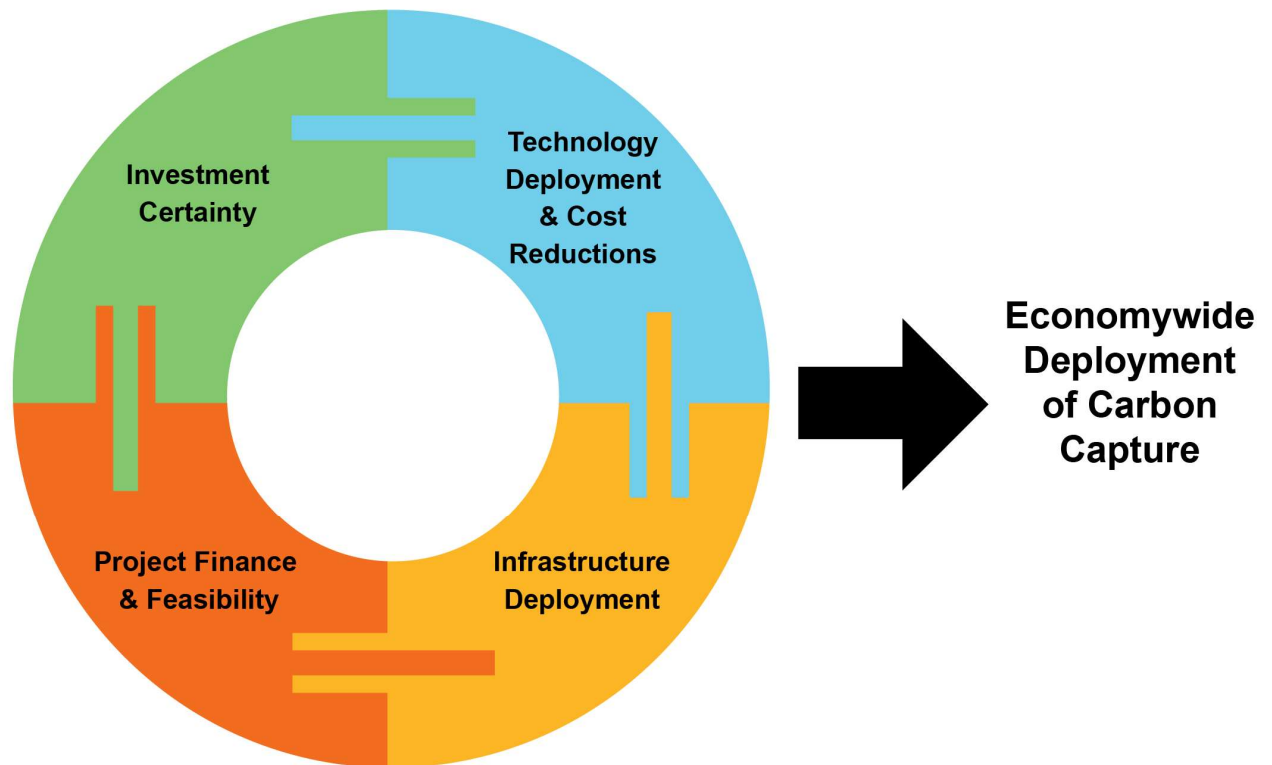 Investment
Certainty
Technology
Deployment
& Cost
Reductions
Project Finance
& Feasibility
Infrastructure
Deployment
Economywide
Deployment
of Carbon
Capture